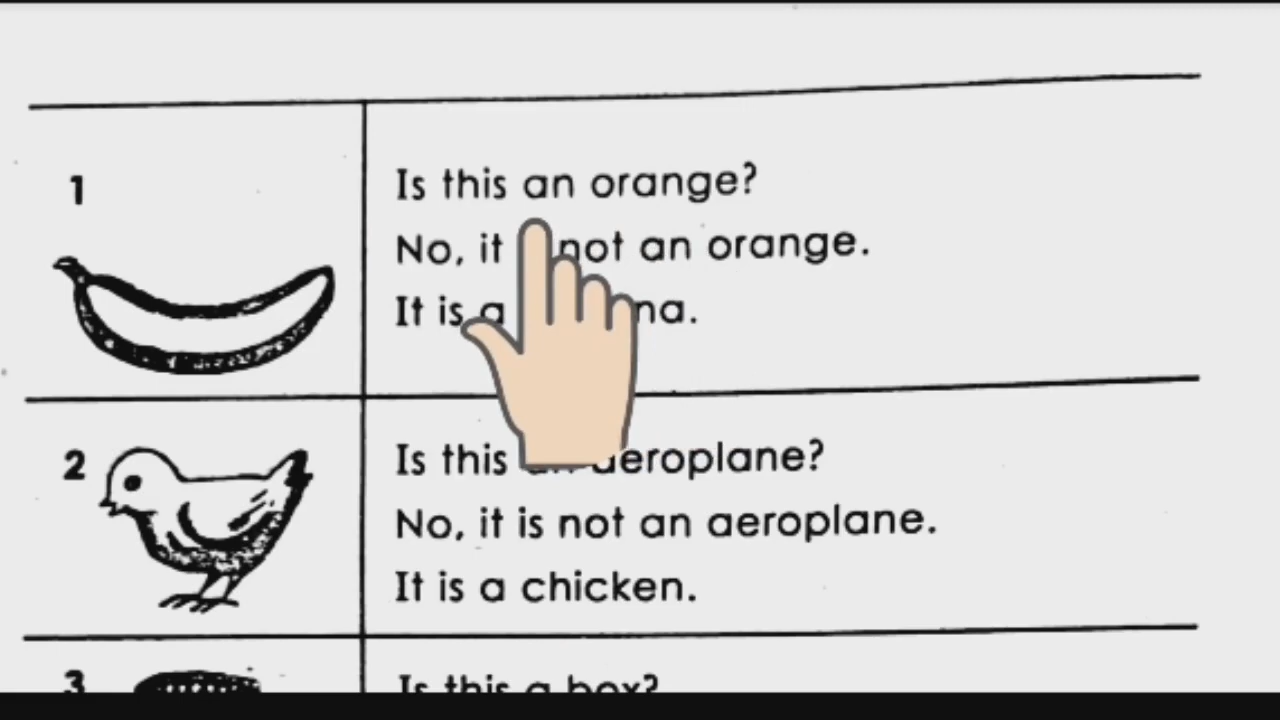 1
Is this an orange?
No, it not an orange.
It is a
2
Is this aeroplane?
No, it is not an aeroplane.
It is a chicken.
3
Is this a box?